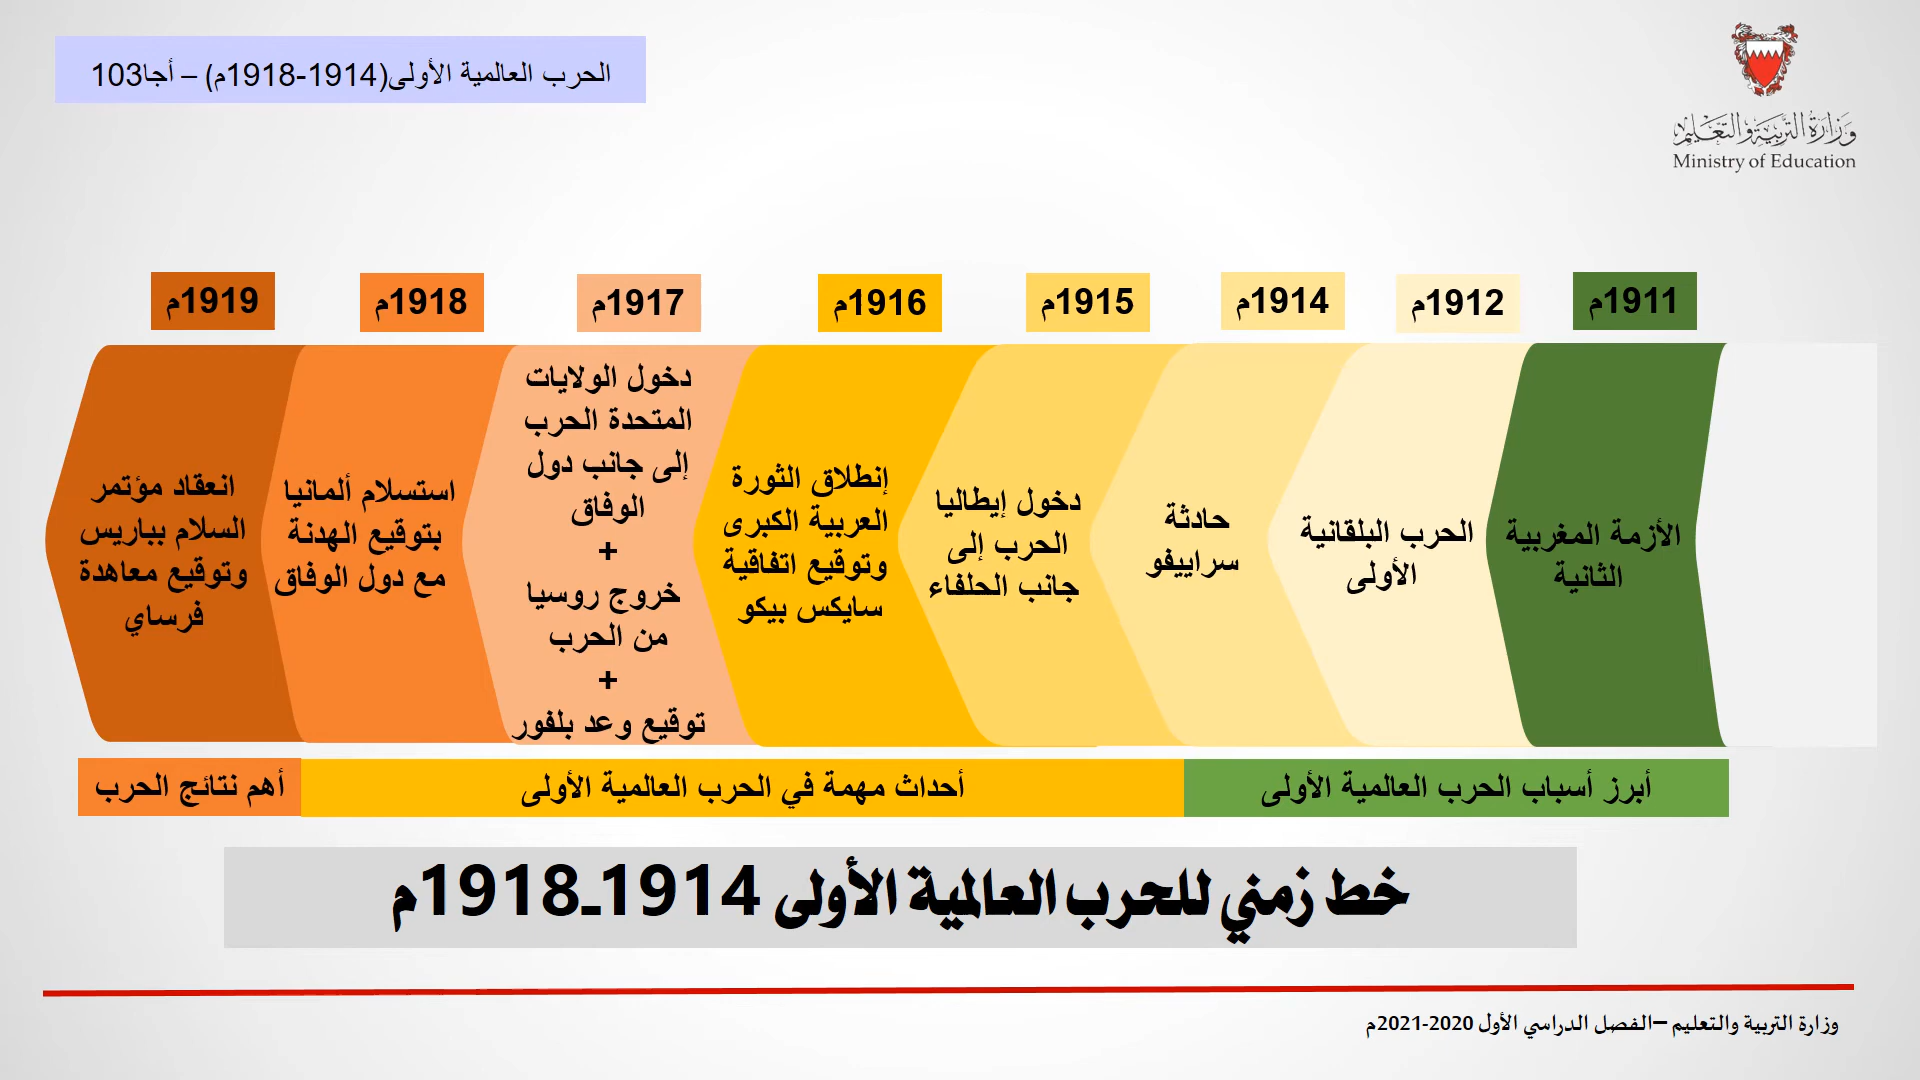 الحرب العالمية الأولى(1914-1918م) – أجا103
وزارة التربية والتعليم
Ministry of Education
1911م
1912م
1914م
1915م
1916م
1917م
1918م
1919م
الأزمة المغربية
الثانية
الحرب البلقانية
الأولى
حادثة
سراييفو
دخول إيطاليا
الحرب إلى
جانب الحلفاء
إنطلاق الثورة
العربية الكبرى
وتوقيع اتفاقية
سايكس بيكو
دخول الولايات
المتحدة الحرب
إلى جانب دول
الوفاق
+
خروج روسيا
من الحرب
+
توقيع وعد بلفور
استسلام ألمانيا
بتوقيع الهدنة
مع دول الوفاق
انعقاد مؤتمر
السلام بباريس
وتوقيع معاهدة
فرساي
أبرز أسباب الحرب العالمية الأولى
أحداث مهمة في الحرب العالمية الأولى
أهم نتائج الحرب
خط زمني للحرب العالمية الأولى 1914ـ1918م
وزارة التربية والتعليم –الفصل الدراسي الأول 2020-2021م